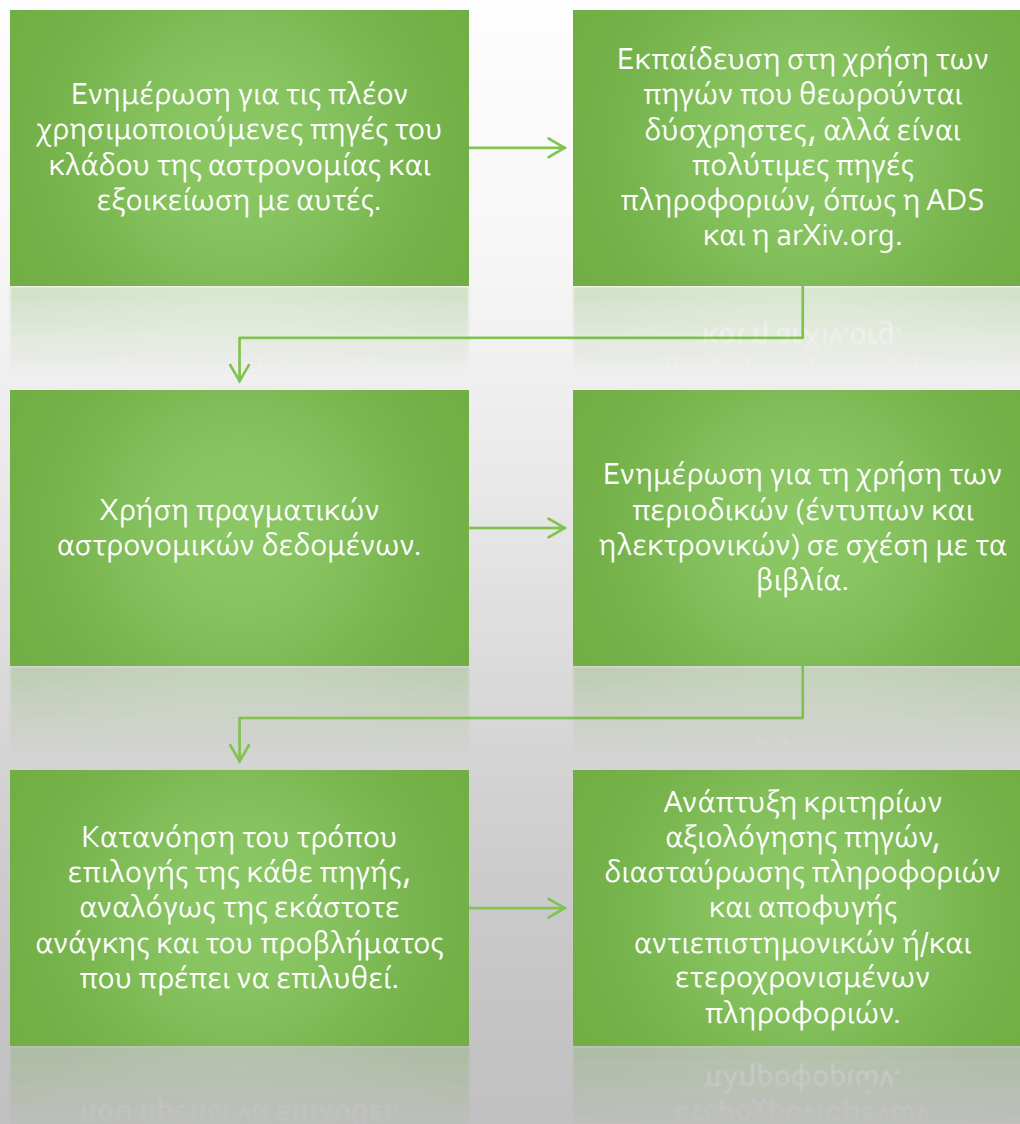 Ενημέρωση για τις πλέον
χρησιμοποιούμενες πηγές του
κλάδου της αστρονομίας και
εξοικείωση με αυτές.
Εκπαίδευση στη χρήση των
πηγών που θεωρούνται
δύσχρηστες, αλλά είναι
πολύτιμες πηγές
πληροφοριών, όπως η ADS
και η arXiv.org.
Χρήση πραγματικών
αστρονομικών δεδομένων.
Ενημέρωση για τη χρήση των
περιοδικών (έντυπων και
ηλεκτρονικών) σε σχέση με τα
βιβλία.
Κατανόηση του τρόπου
επιλογής της κάθε πηγής,
αναλόγως της εκάστοτε
ανάγκης και του προβλήματος
που πρέπει να επιλυθεί.
Ανάπτυξη κριτηρίων
αξιολόγησης πηγών,
διασταύρωσης πληροφοριών
και αποφυγής
αντιεπιστημονικών ή/και
ετεροχρονισμένων
πληροφοριών.